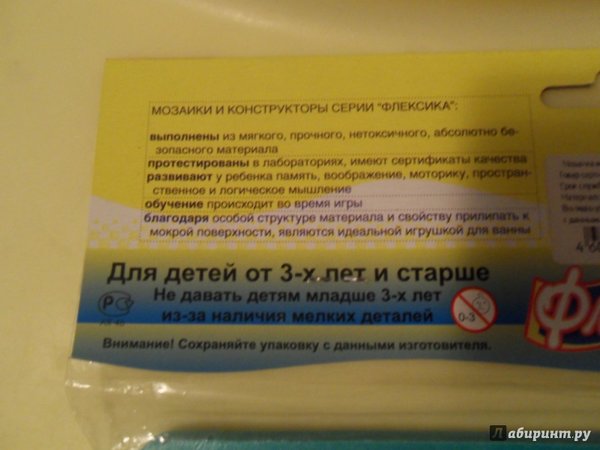 МОЗАИКИ И КОНСТРУКТОРЫ СЕРИИ "ФЛЕКСИКА":
выполнены из мягкого, прочного, нетоксичного, абсолютно бе-
зопасного материала
протестированы в лабораториях, имеют сертификаты качества
развивают у ребенка память, воображение, моторику, простран-
ственное и логическое мышление
обучение происходит во время игры
благодаря особой структуре материала и свойству прилипать к
мокрой поверхности, являются идеальной игрушкой для ванны
Для детей от 3-х лет и старше
Не давать детям младше 3-х лет
из-за наличия мелких деталей
0-3
Внимание! Сохраняйте упаковку с данными изготовителя.
Лабиринт.ру